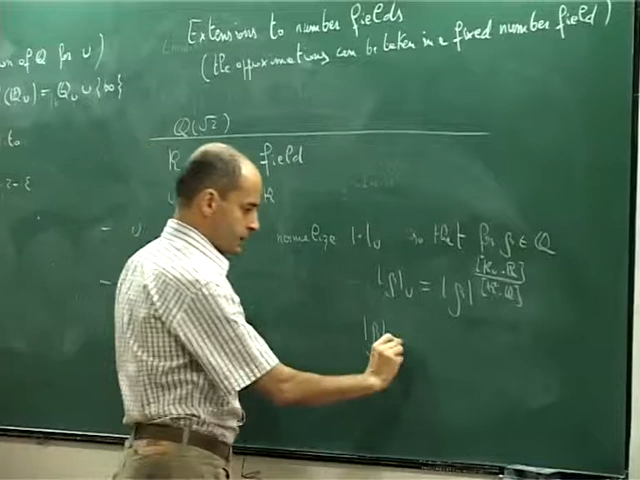 Extensions to number fields
(the approximations can be taken in a fixed number field)
on of Q for v)
(Q_v) = Q_v ∪ {∞}
to
Q(√2)
K field
normalize |·|_v so that for p ∈ Q
|p|_v = |p|^{[K_v:R]/[K:Q]}
|p|